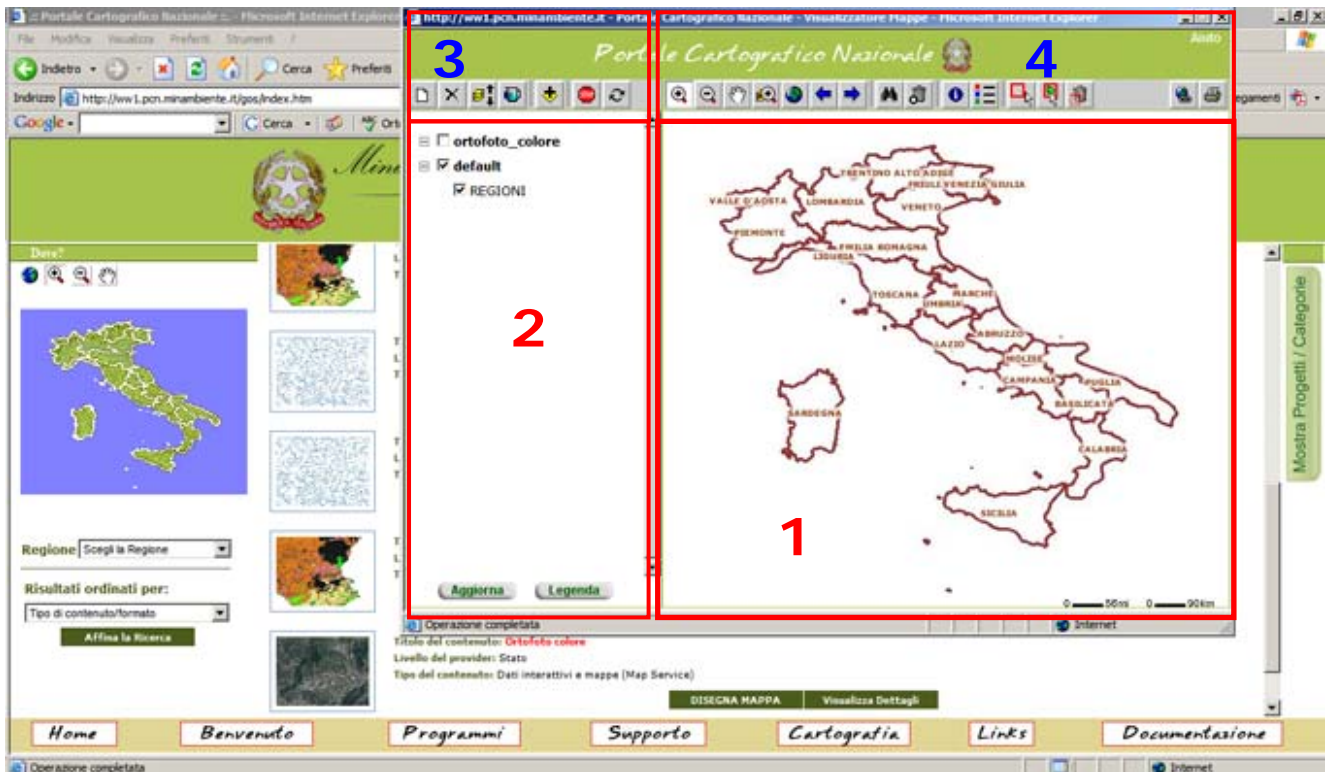 .:: Portale Cartografico Nazionale ::. - Microsoft Internet Explorer
http://ww1.pcn.minambiente.it - Portale Cartografico Nazionale - Visualizzatore Mappe - Microsoft Internet Explorer
File Modifica Visualizza Preferiti Strumenti ?
Portale Cartografico Nazionale
Aiuto
3
4
Indietro
Cerca
Preferiti
Indirizzo
http://ww1.pcn.minambiente.it/gos/index.htm
Google
Cerca
ortofoto_colore
default
REGIONI
Dove?
2
TRENTINO ALTO ADIGE
FRIULI VENEZIA GIULIA
VALLE D'AOSTA
LOMBARDIA
VENETO
PIEMONTE
EMILIA ROMAGNA
LIGURIA
TOSCANA
MARCHE
UMBRIA
ABRUZZO
LAZIO
MOLISE
CAMPANIA
PUGLIA
BASILICATA
SARDEGNA
CALABRIA
SICILIA
1
0 56mi 0 90km
Mostra Progetti / Categorie
Regione
Scegli la Regione
Risultati ordinati per:
Tipo di contenuto/formato
Affina la Ricerca
Aggiorna
Legenda
Operazione completata
Internet
Titolo del contenuto: Ortofoto colore
Livello del provider: Stato
Tipo del contenuto: Dati interattivi e mappe (Map Service)
DISEGNA MAPPA
Visualizza Dettagli
Home
Benvenuto
Programmi
Supporto
Cartografia
Links
Documentazione
Operazione completata
Internet